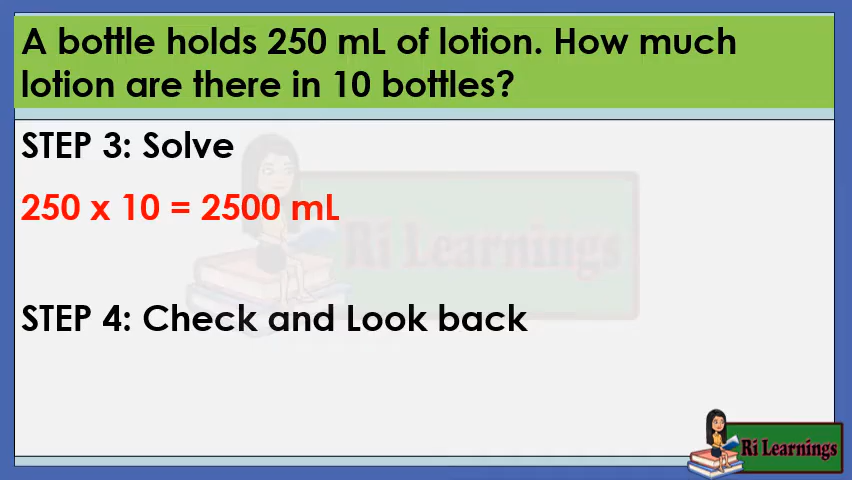 A bottle holds 250 mL of lotion. How much
lotion are there in 10 bottles?
STEP 3: Solve
250 x 10 = 2500 mL
Ri Learnings
STEP 4: Check and Look back
Ri Learnings